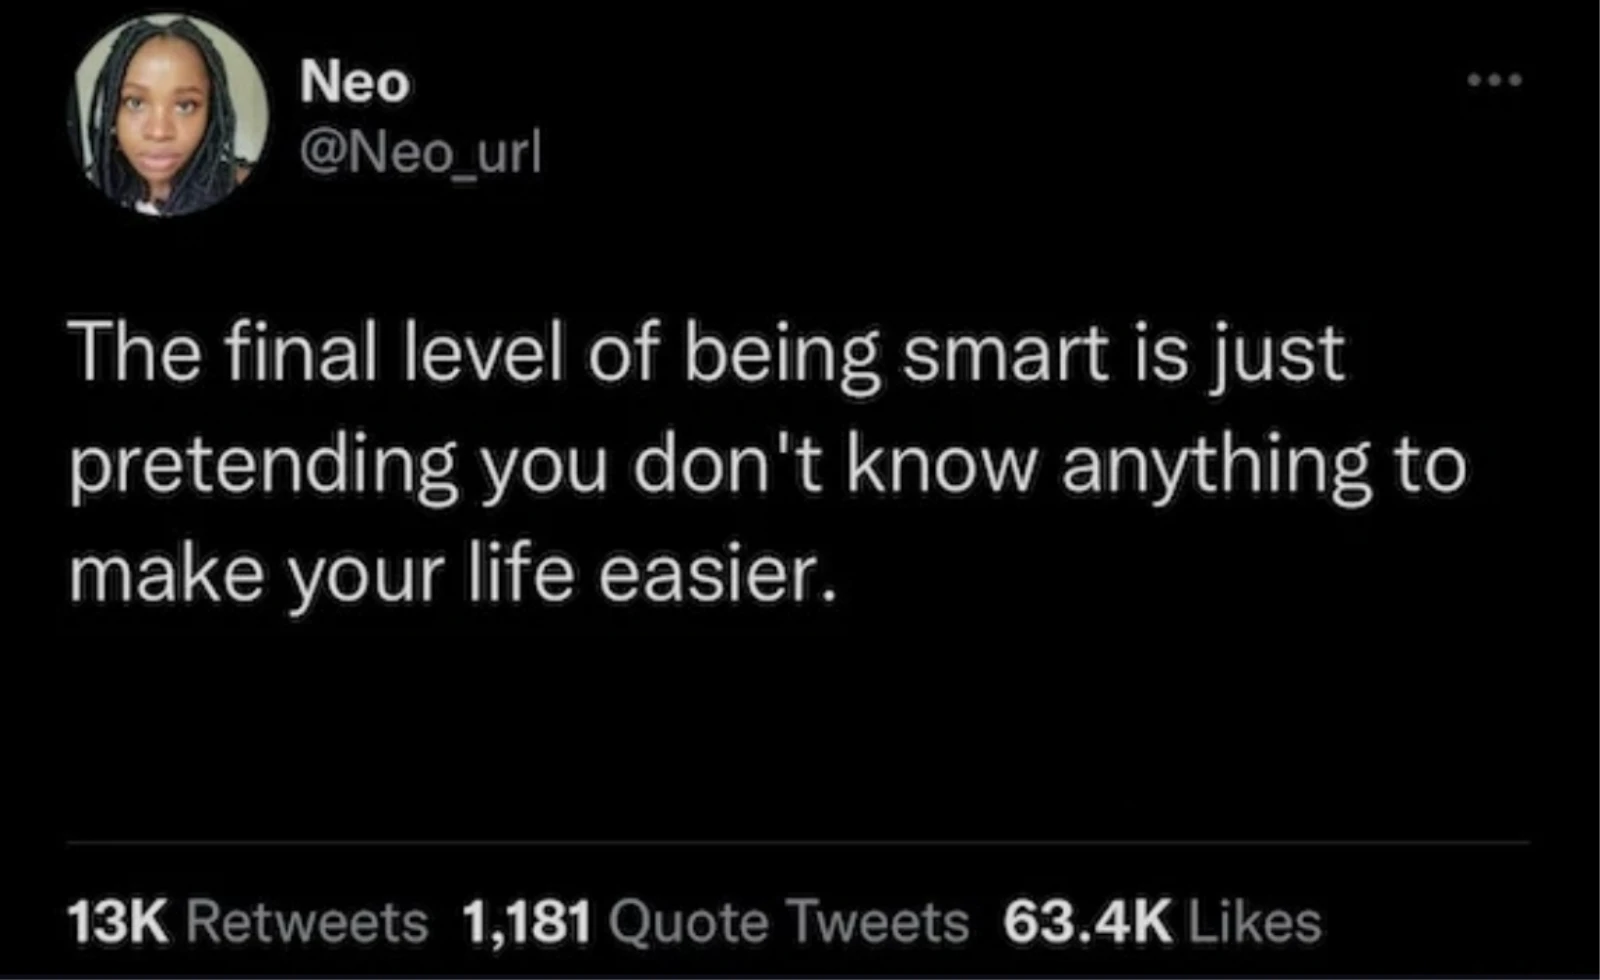 Neo
@Neo_url
The final level of being smart is just
pretending you don't know anything to
make your life easier.
13K Retweets 1,181 Quote Tweets 63.4K Likes